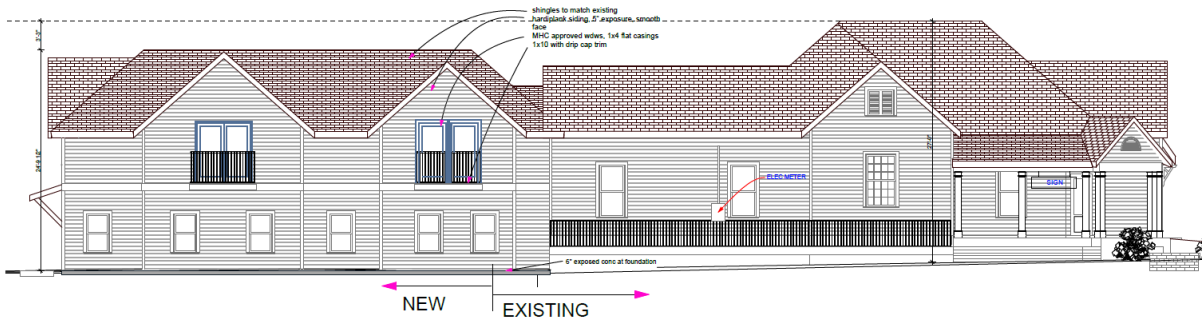 shingles to match existing
hardiplank siding, 5" exposure, smooth
face
MHC approved wdws, 1x4 flat casings
1x10 with drip cap trim
ELEC METER
SIGN
6" exposed conc at foundation
NEW
EXISTING